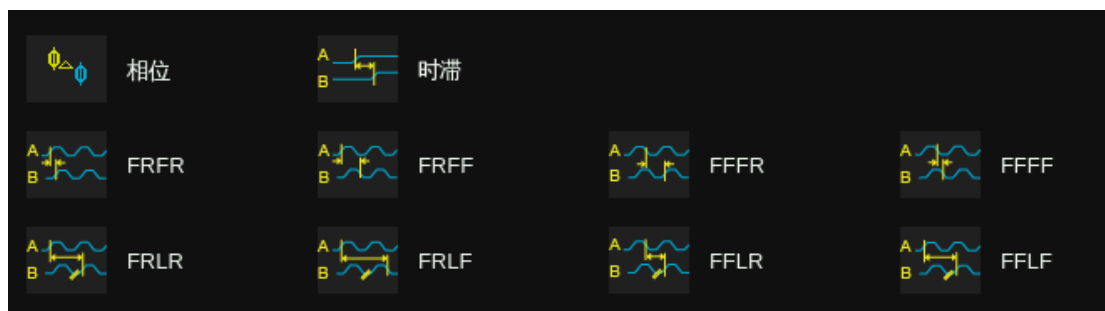 Φ△Φ 相位 A B 时滞
A B FRFR A B FRFF A B FFFR A B FFFF
A B FRLR A B FRLF A B FFLR A B FFLF